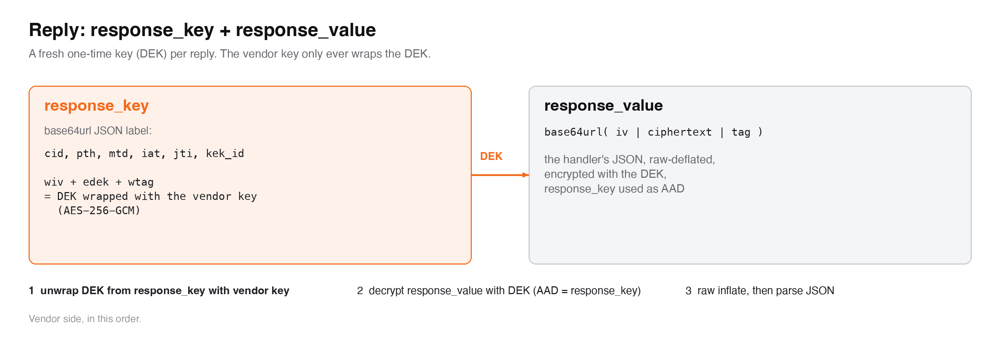 Reply: response_key + response_value
A fresh one-time key (DEK) per reply. The vendor key only ever wraps the DEK.
response_key
base64url JSON label:
cid, pth, mtd, iat, jti, kek_id
wiv + edek + wtag
= DEK wrapped with the vendor key
(AES−256−GCM)
DEK
response_value
base64url( iv | ciphertext | tag )
the handler's JSON, raw-deflated,
encrypted with the DEK,
response_key used as AAD
1 unwrap DEK from response_key with vendor key
2 decrypt response_value with DEK (AAD = response_key)
3 raw inflate, then parse JSON
Vendor side, in this order.